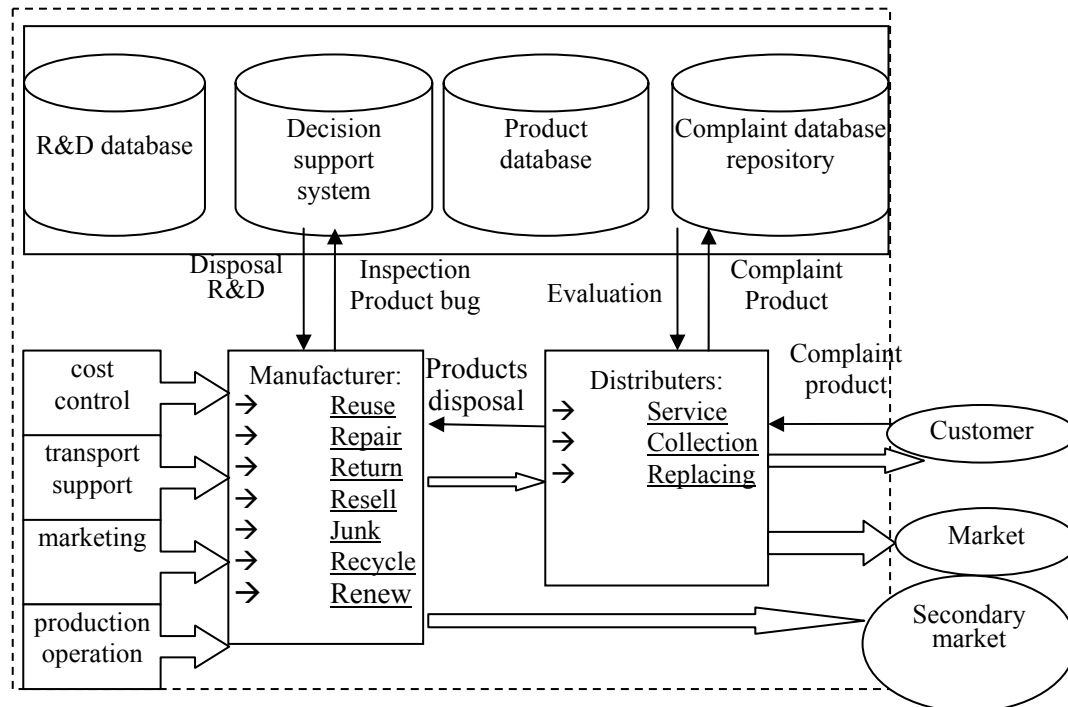 R&D database
Decision
support
system
Product
database
Complaint database
repository
Disposal
R&D
Inspection
Product bug
Evaluation
Complaint
Product
cost
control
transport
support
marketing
production
operation
Manufacturer:
→ Reuse
→ Repair
→ Return
→ Resell
→ Junk
→ Recycle
→ Renew
Products
disposal
Distributers:
→ Service
→ Collection
→ Replacing
Complaint
product
Customer
Market
Secondary
market